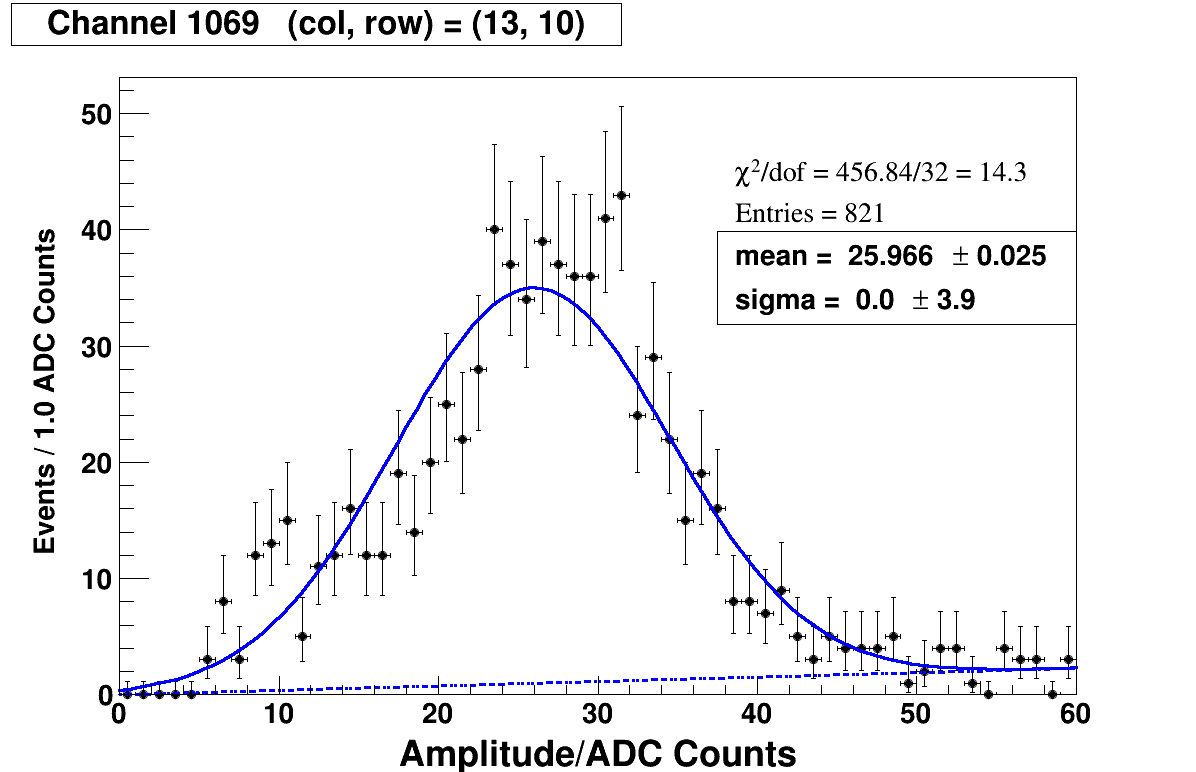 Channel 1069 (col, row) = (13, 10)
χ²/dof = 456.84/32 = 14.3
Entries = 821
mean = 25.966 ± 0.025
sigma = 0.0 ± 3.9
Events / 1.0 ADC Counts
50
40
30
20
10
0
0 10 20 30 40 50 60
Amplitude/ADC Counts